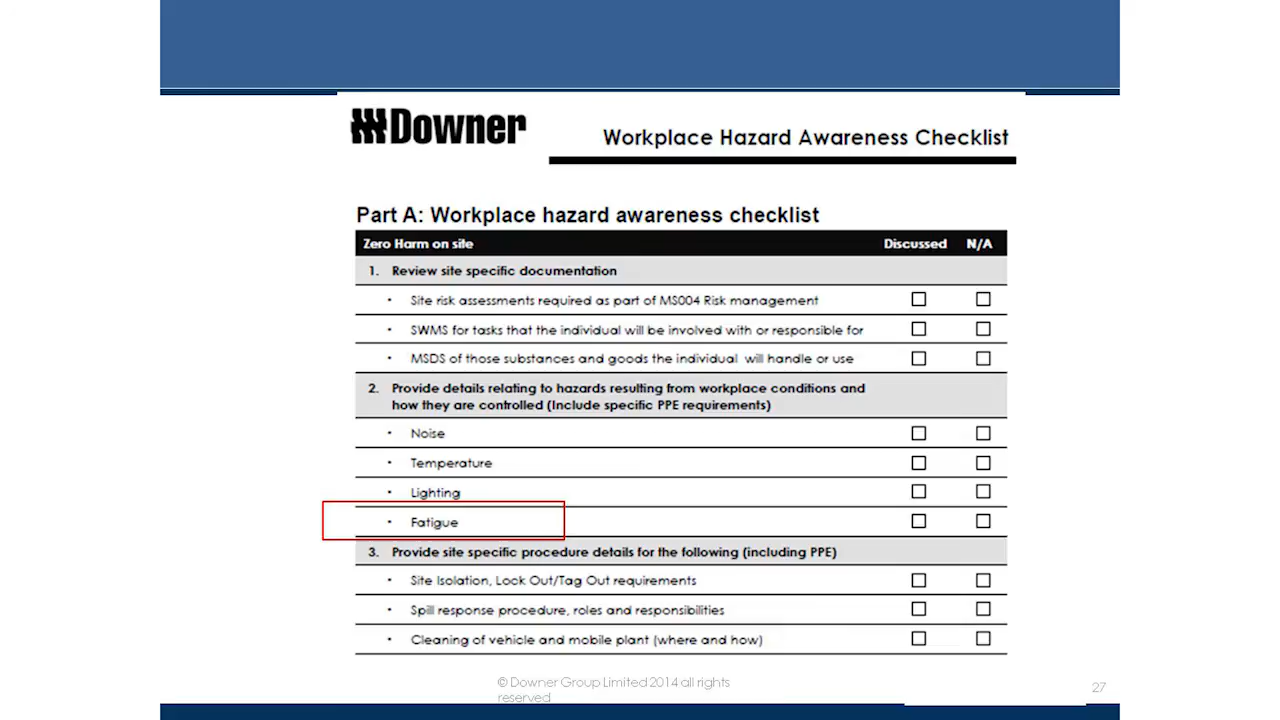 Downer
Workplace Hazard Awareness Checklist
Part A: Workplace hazard awareness checklist
Zero Harm on site Discussed N/A
1. Review site specific documentation
• Site risk assessments required as part of MS004 Risk management
• SWMS for tasks that the individual will be involved with or responsible for
• MSDS of those substances and goods the individual will handle or use
2. Provide details relating to hazards resulting from workplace conditions and
how they are controlled (Include specific PPE requirements)
• Noise
• Temperature
• Lighting
• Fatigue
3. Provide site specific procedure details for the following (including PPE)
• Site Isolation, Lock Out/Tag Out requirements
• Spill response procedure, roles and responsibilities
• Cleaning of vehicle and mobile plant (where and how)
© Downer Group Limited 2014 all rights
reserved
27